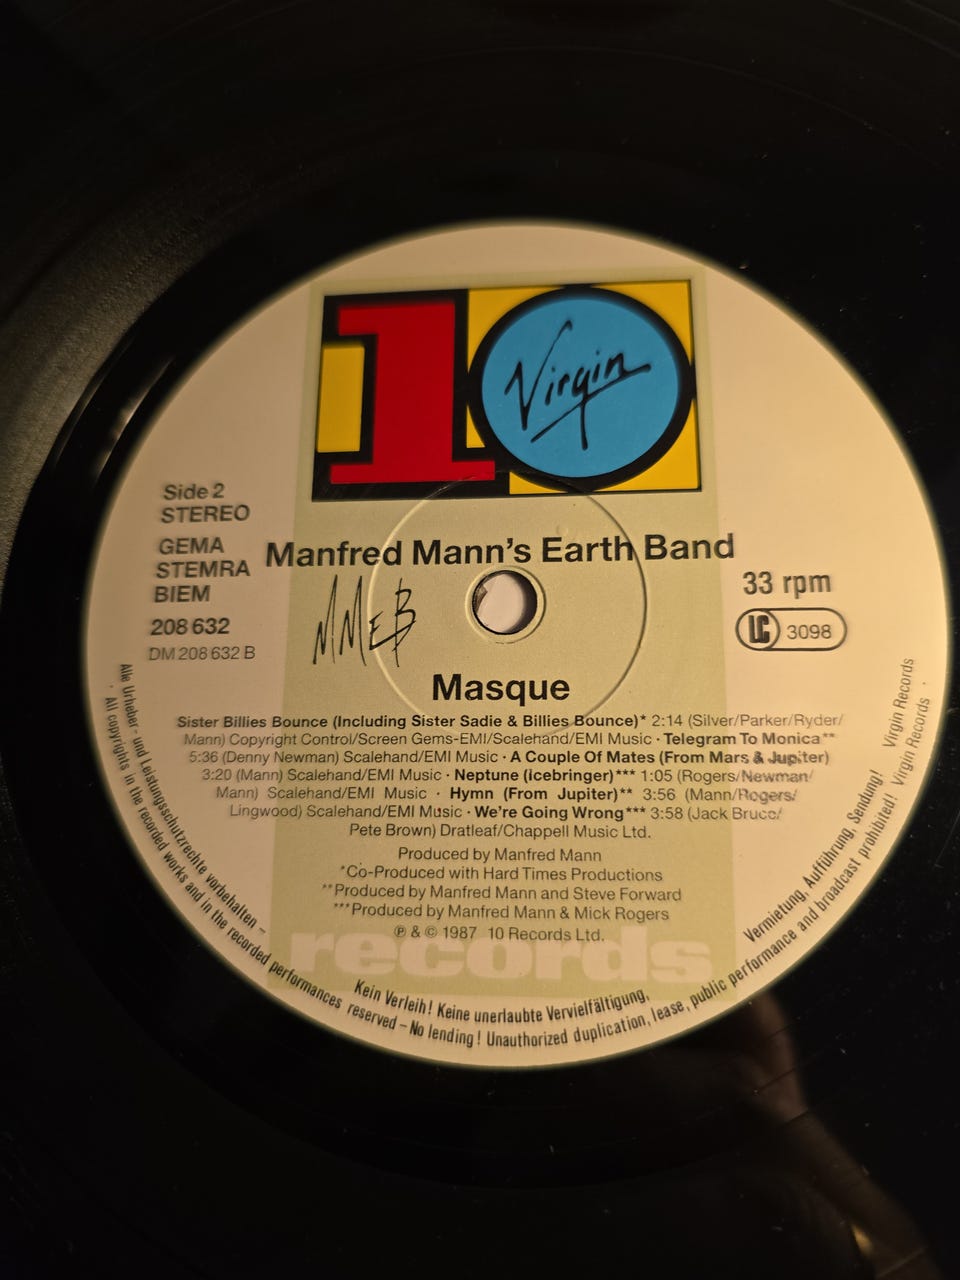 10
Virgin
Side 2
STEREO
GEMA
STEMRA
BIEM
208 632
DM 208 632 B
Manfred Mann's Earth Band
MMEB
33 rpm
LC 3098
Masque
Sister Billies Bounce (Including Sister Sadie & Billies Bounce)* 2:14 (Silver/Parker/Ryder/
Mann) Copyright Control/Screen Gems-EMI/Scalehand/EMI Music · Telegram To Monica**
5:36 (Denny Newman) Scalehand/EMI Music · A Couple Of Mates (From Mars & Jupiter)
3:20 (Mann) Scalehand/EMI Music · Neptune (icebringer)*** 1:05 (Rogers/Newman/
Mann) Scalehand/EMI Music · Hymn (From Jupiter)** 3:56 (Mann/Rogers/
Lingwood) Scalehand/EMI Music · We're Going Wrong*** 3:58 (Jack Bruce/
Pete Brown) Dratleaf/Chappell Music Ltd.
Produced by Manfred Mann
*Co-Produced with Hard Times Productions
**Produced by Manfred Mann and Steve Forward
***Produced by Manfred Mann & Mick Rogers
℗ & © 1987 10 Records Ltd.
records
Alle Urheber- und Leistungsschutzrechte vorbehalten – Kein Verleih! Keine unerlaubte Vervielfältigung, Vermietung, Aufführung, Sendung! Virgin Records
· All copyrights in the recorded works and in the recorded performances reserved – No lending! Unauthorized duplication, lease, public performance and broadcast prohibited! Virgin Records ·